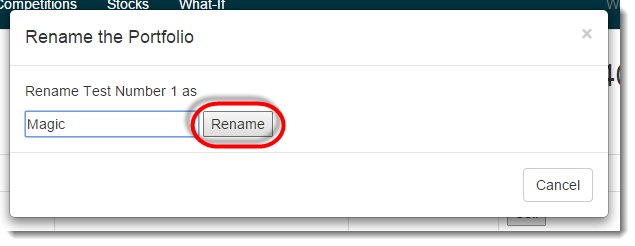 Competitions Stocks What-If W
Rename the Portfolio ×
Rename Test Number 1 as
Magic Rename
Cancel